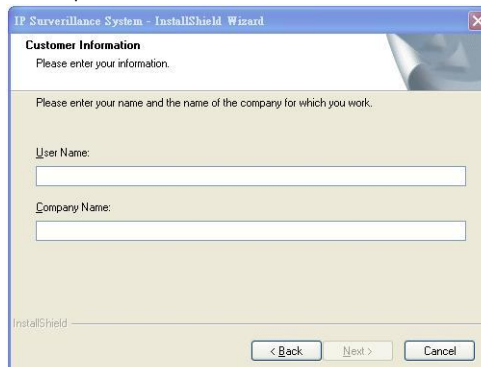 IP Surverillance System - InstallShield Wizard
Customer Information
Please enter your information.
Please enter your name and the name of the company for which you work.
User Name:
Company Name:
InstallShield
< Back Next > Cancel